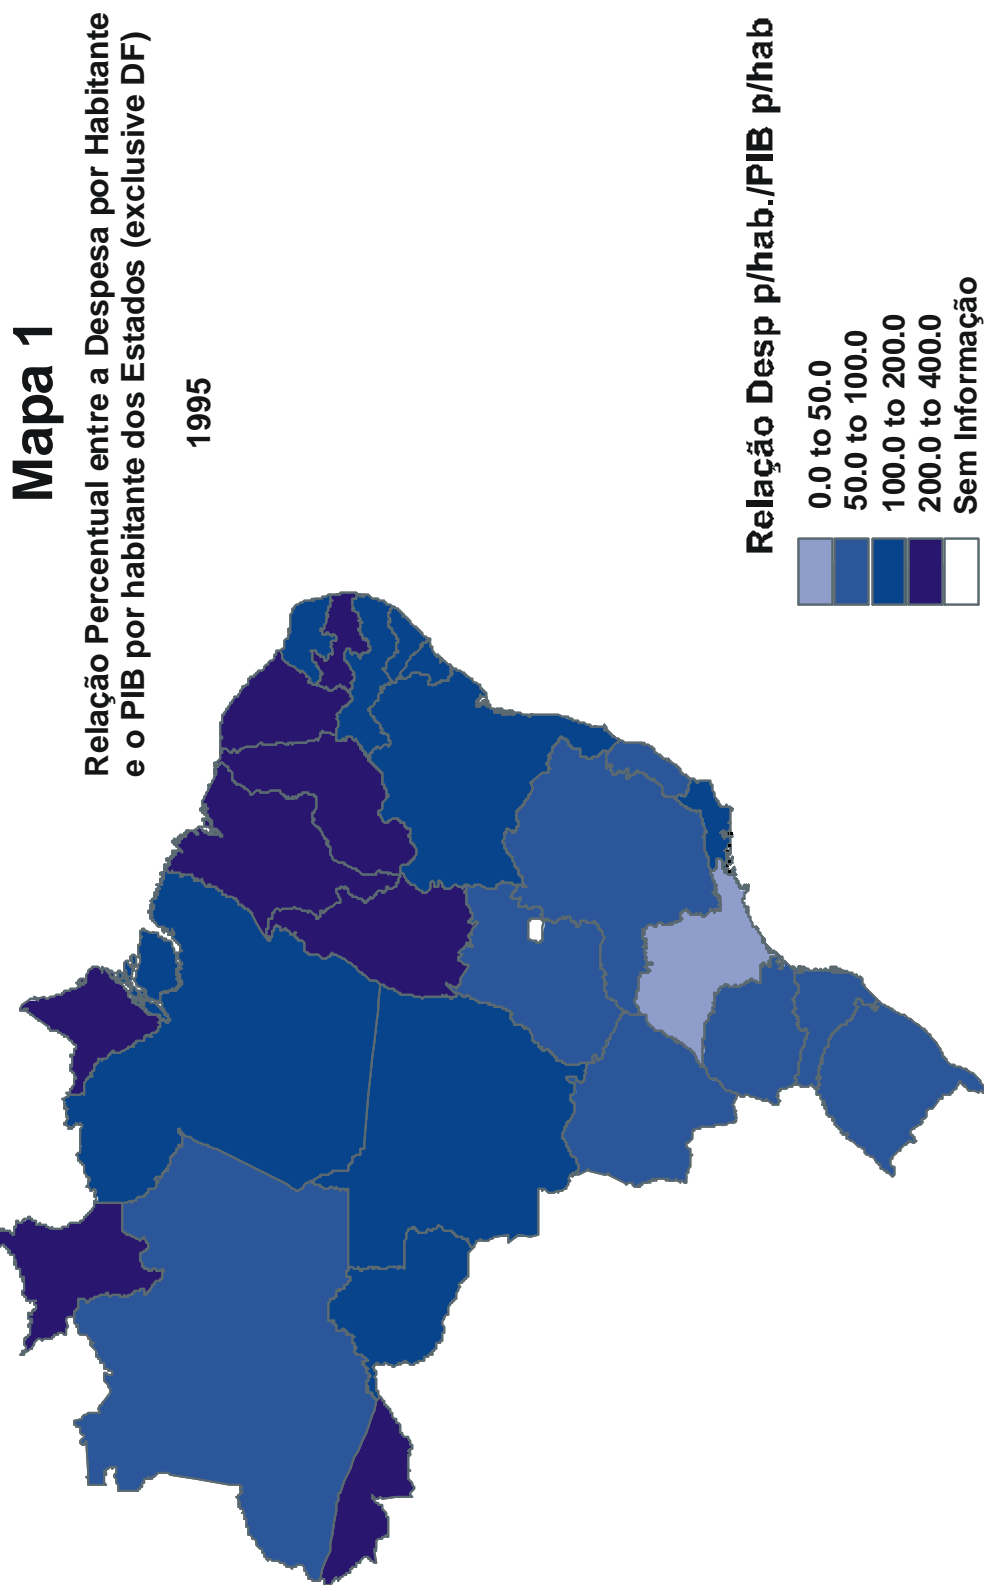 Mapa 1
Relação Percentual entre a Despesa por Habitante
e o PIB por habitante dos Estados (exclusive DF)
1995
Relação Desp p/hab./PIB p/hab
0.0 to 50.0
50.0 to 100.0
100.0 to 200.0
200.0 to 400.0
Sem Informação